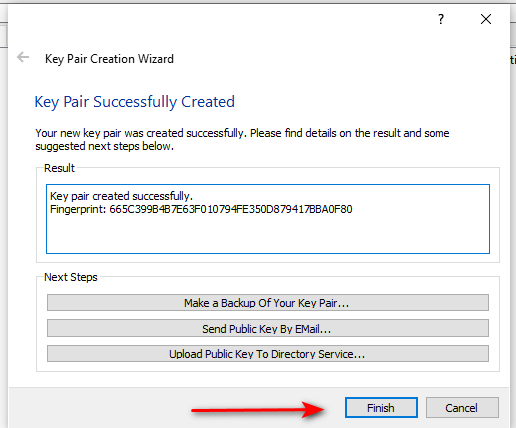 ?
Key Pair Creation Wizard
Key Pair Successfully Created
Your new key pair was created successfully. Please find details on the result and some
suggested next steps below.
Result
Key pair created successfully.
Fingerprint: 665C399B4B7E63F010794FE350D879417BBA0F80
Next Steps
Make a Backup Of Your Key Pair...
Send Public Key By EMail...
Upload Public Key To Directory Service...
Finish Cancel